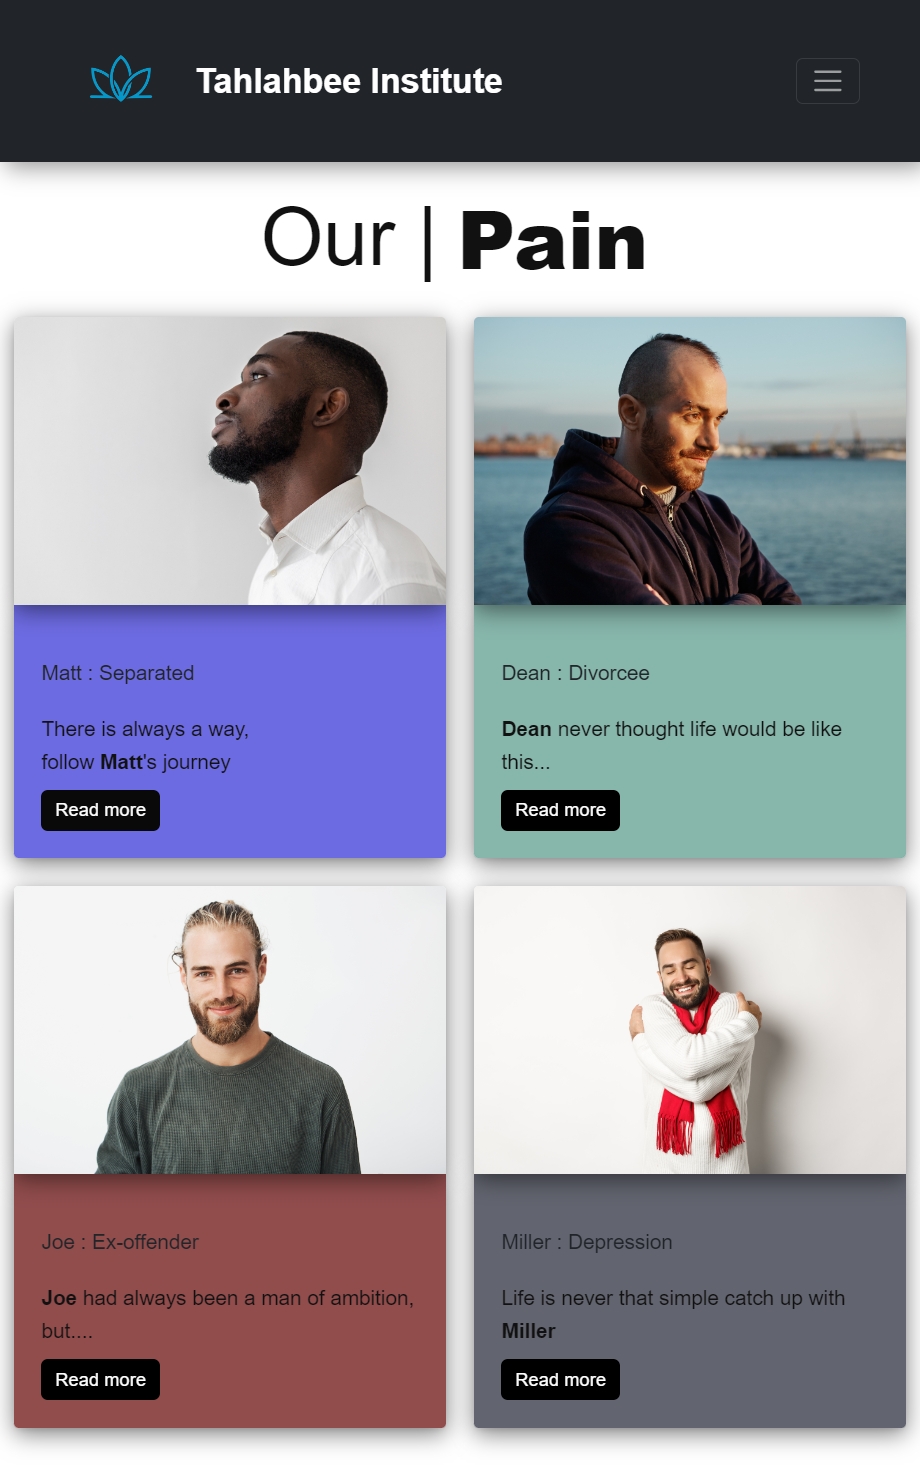 Tahlahbee Institute
Our | Pain
Matt : Separated
There is always a way,
follow Matt's journey
Read more
Dean : Divorcee
Dean never thought life would be like
this...
Read more
Joe : Ex-offender
Joe had always been a man of ambition,
but....
Read more
Miller : Depression
Life is never that simple catch up with
Miller
Read more